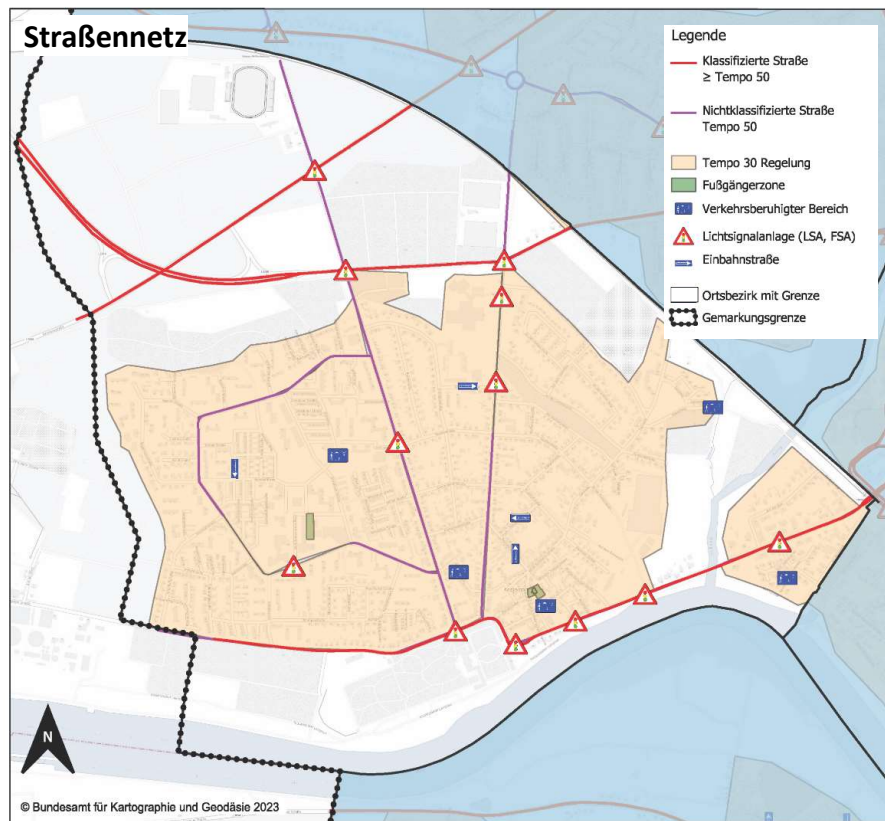 Straßennetz
Legende
Klassifizierte Straße
≥ Tempo 50
Nichtklassifizierte Straße
Tempo 50
Tempo 30 Regelung
Fußgängerzone
Verkehrsberuhigter Bereich
Lichtsignalanlage (LSA, FSA)
Einbahnstraße
Ortsbezirk mit Grenze
Gemarkungsgrenze
N
© Bundesamt für Kartographie und Geodäsie 2023